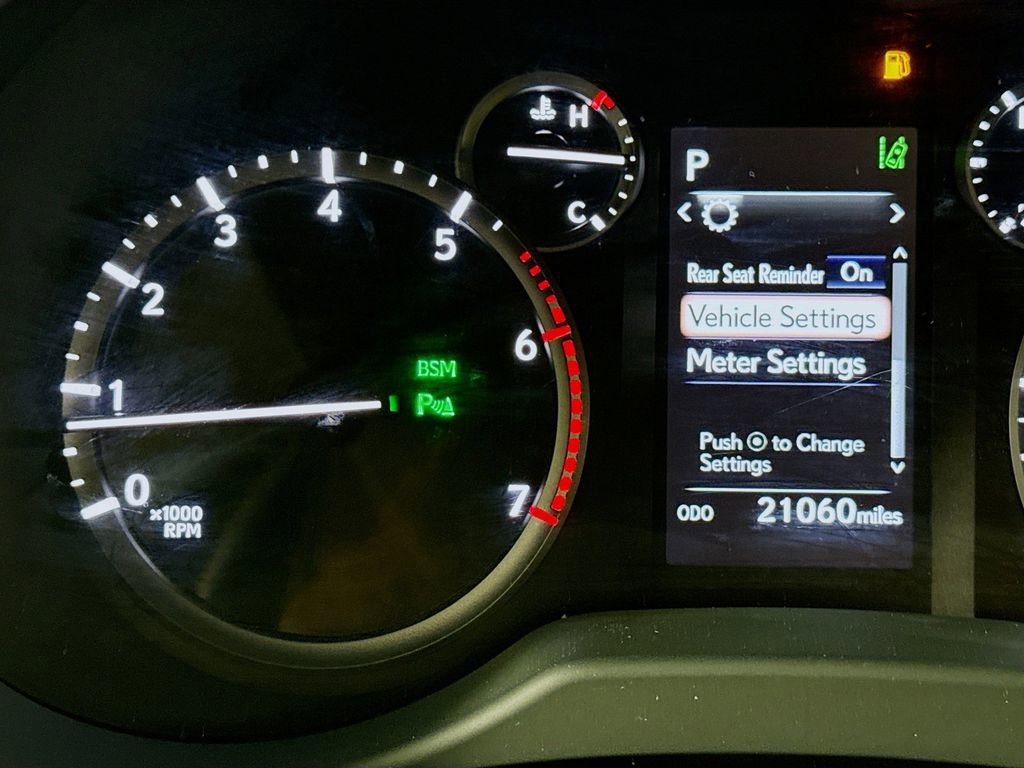 H
C
P
4
3
5
2
6
1
0
7
×1000
RPM
BSM
P
Rear Seat Reminder On
Vehicle Settings
Meter Settings
Push to Change
Settings
ODO 21060miles